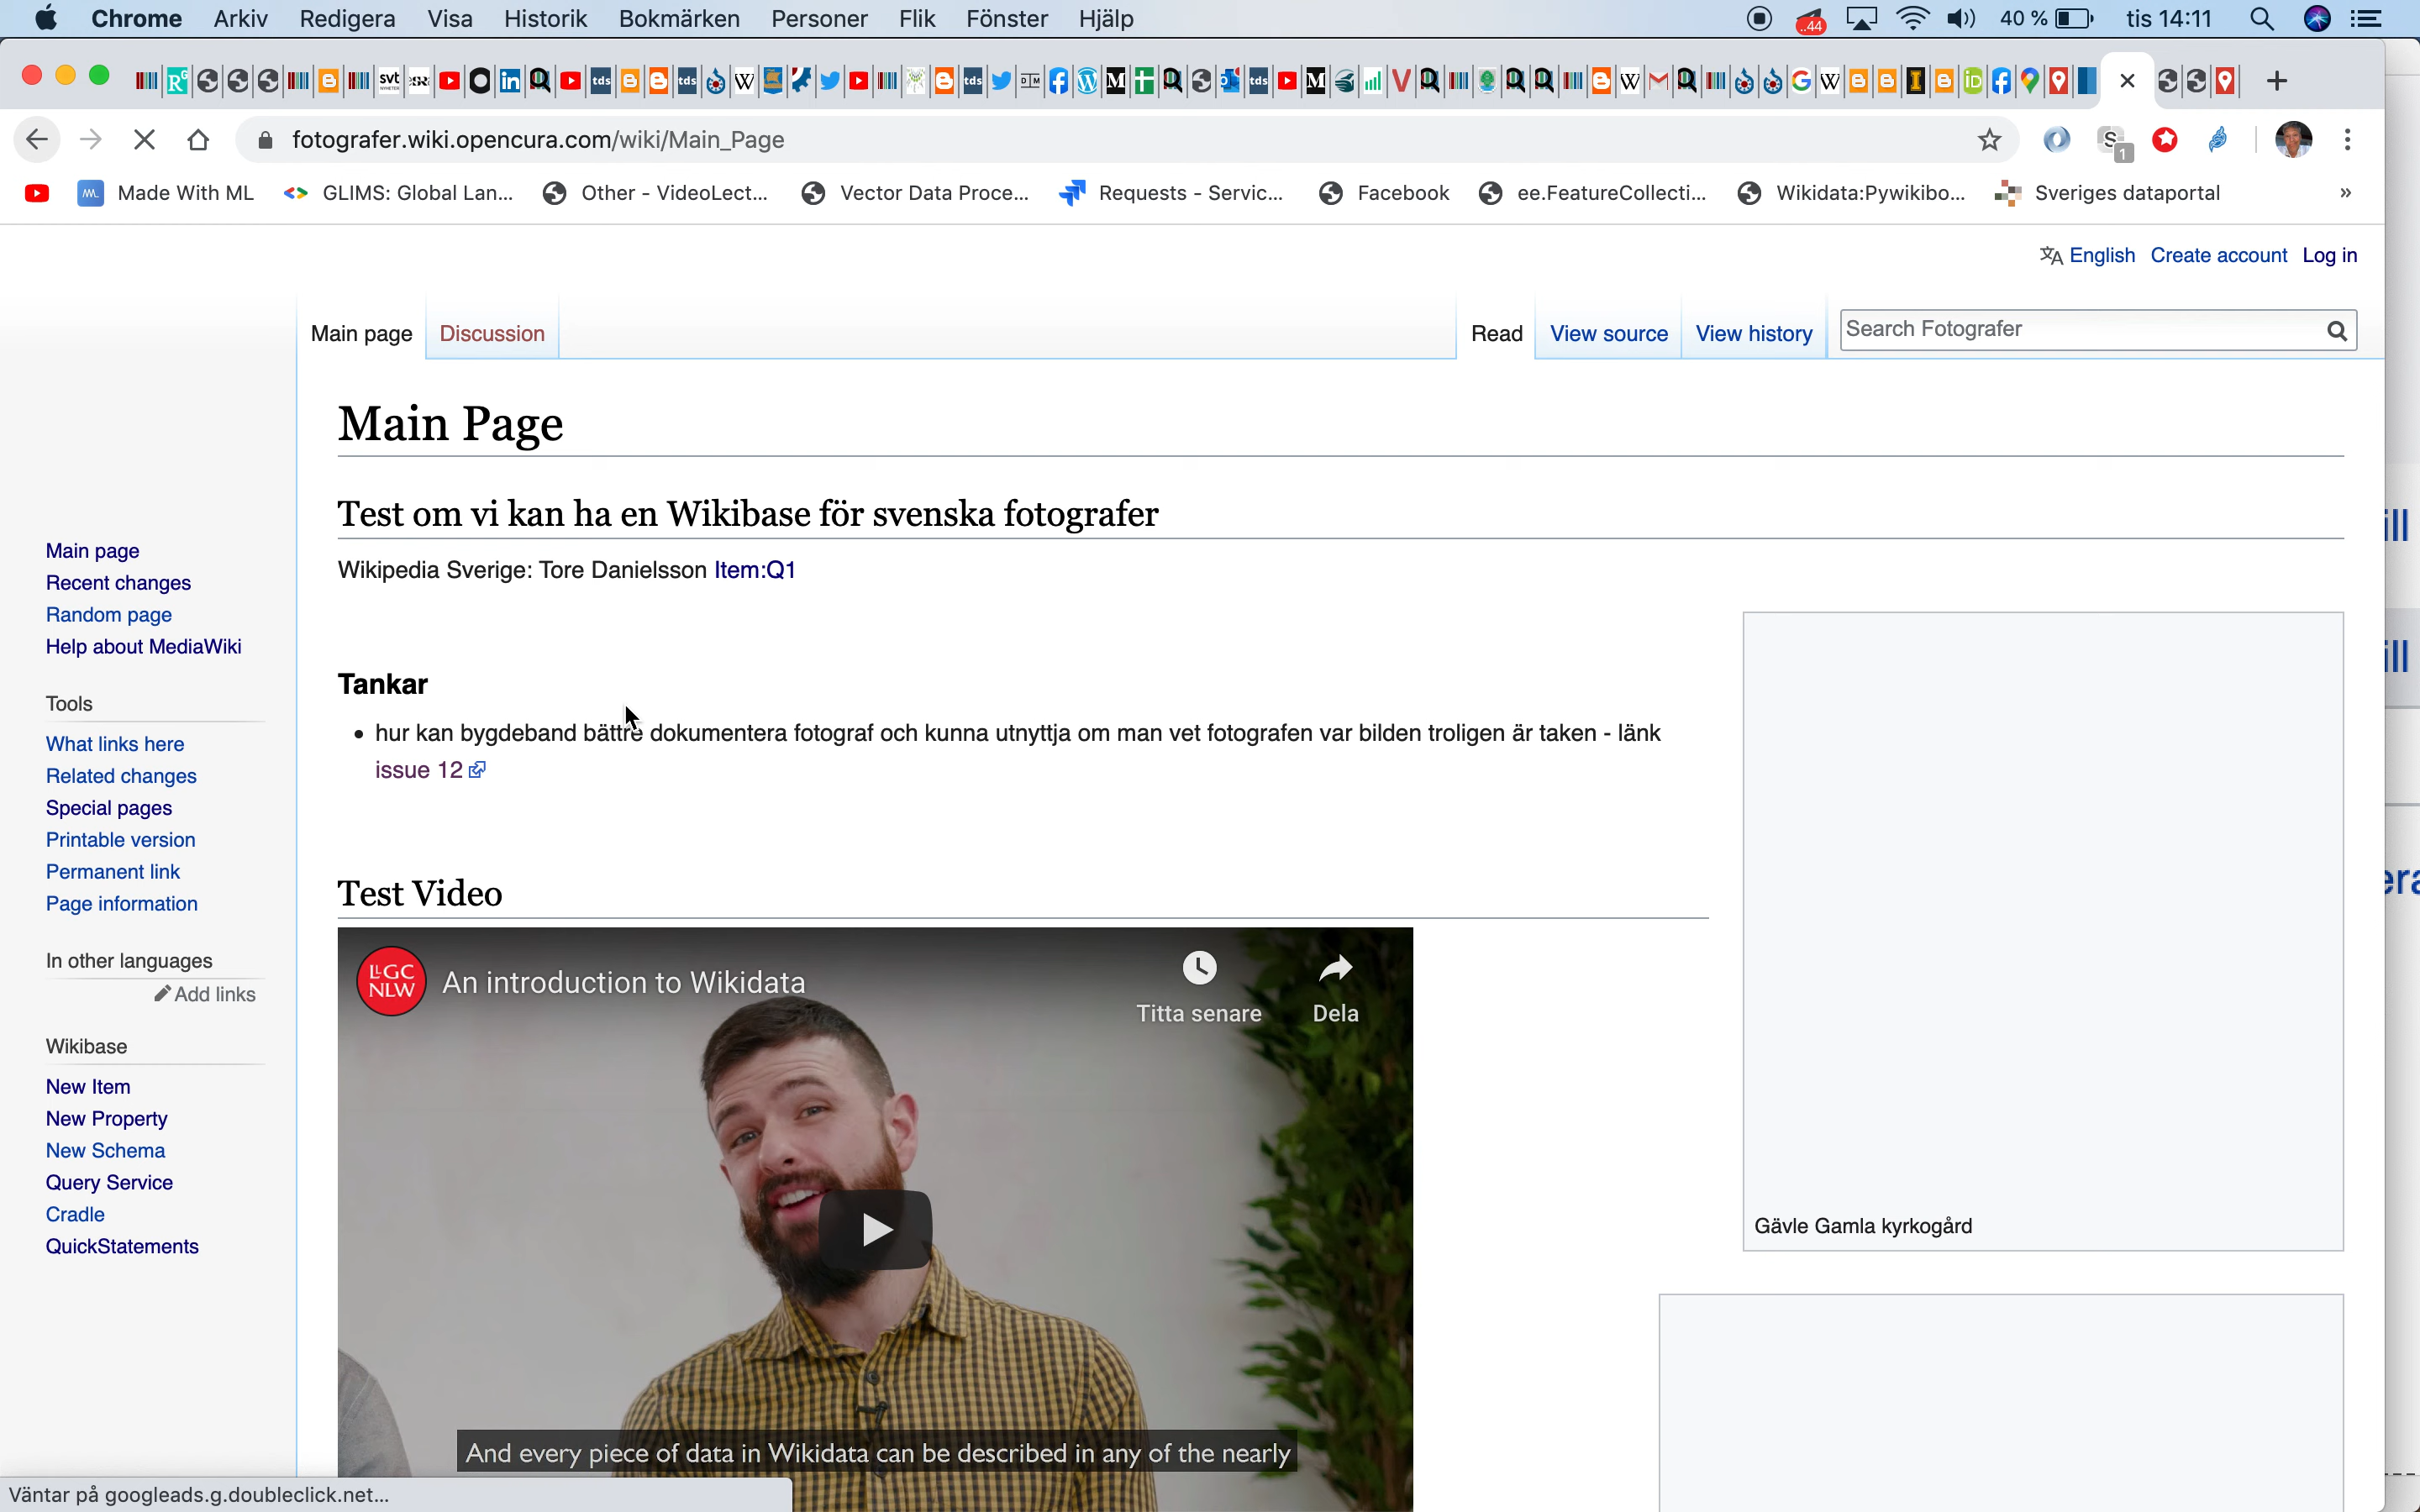 Chrome Arkiv Redigera Visa Historik Bokmärken Personer Flik Fönster Hjälp
..44 40 % tis 14:11
fotografer.wiki.opencura.com/wiki/Main_Page
Made With ML GLIMS: Global Lan... Other - VideoLect... Vector Data Proce... Requests - Servic... Facebook ee.FeatureCollecti... Wikidata:Pywikibo... Sveriges dataportal »
English Create account Log in
Main page Discussion Read View source View history Search Fotografer
Main Page
Test om vi kan ha en Wikibase för svenska fotografer
Wikipedia Sverige: Tore Danielsson Item:Q1
Tankar
• hur kan bygdeband bättre dokumentera fotograf och kunna utnyttja om man vet fotografen var bilden troligen är taken - länk
issue 12
Test Video
LLGC
NLW
An introduction to Wikidata
Titta senare Dela
And every piece of data in Wikidata can be described in any of the nearly
Gävle Gamla kyrkogård
Main page
Recent changes
Random page
Help about MediaWiki
Tools
What links here
Related changes
Special pages
Printable version
Permanent link
Page information
In other languages
Add links
Wikibase
New Item
New Property
New Schema
Query Service
Cradle
QuickStatements
Väntar på googleads.g.doubleclick.net...